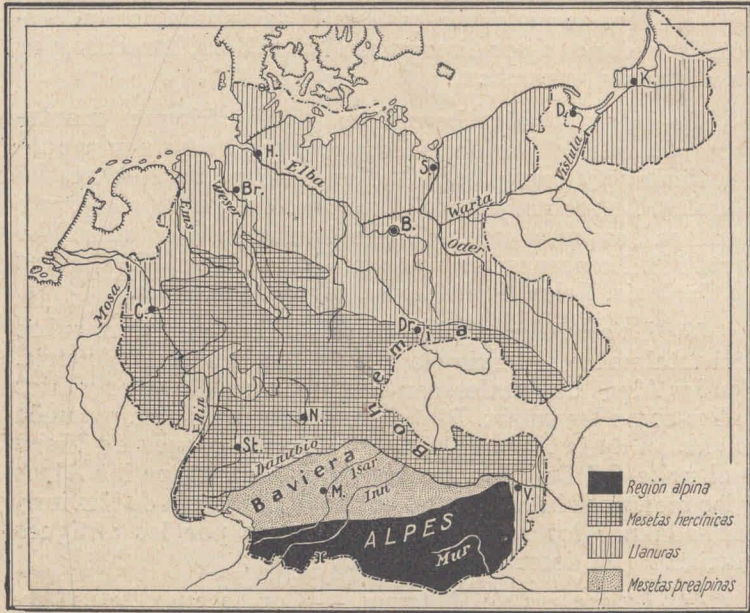 K.
D.
Vistula
H.
Elba
S.
Br.
Weser
Ems
Warta
B.
Oder
Mosa
C.
Dr.
Bohemia
Rin
N.
St.
Danubio
Baviera
Isar
M.
Inn
V.
ALPES
Mur
Región alpina
Mesetas hercínicas
Llanuras
Mesetas prealpinas